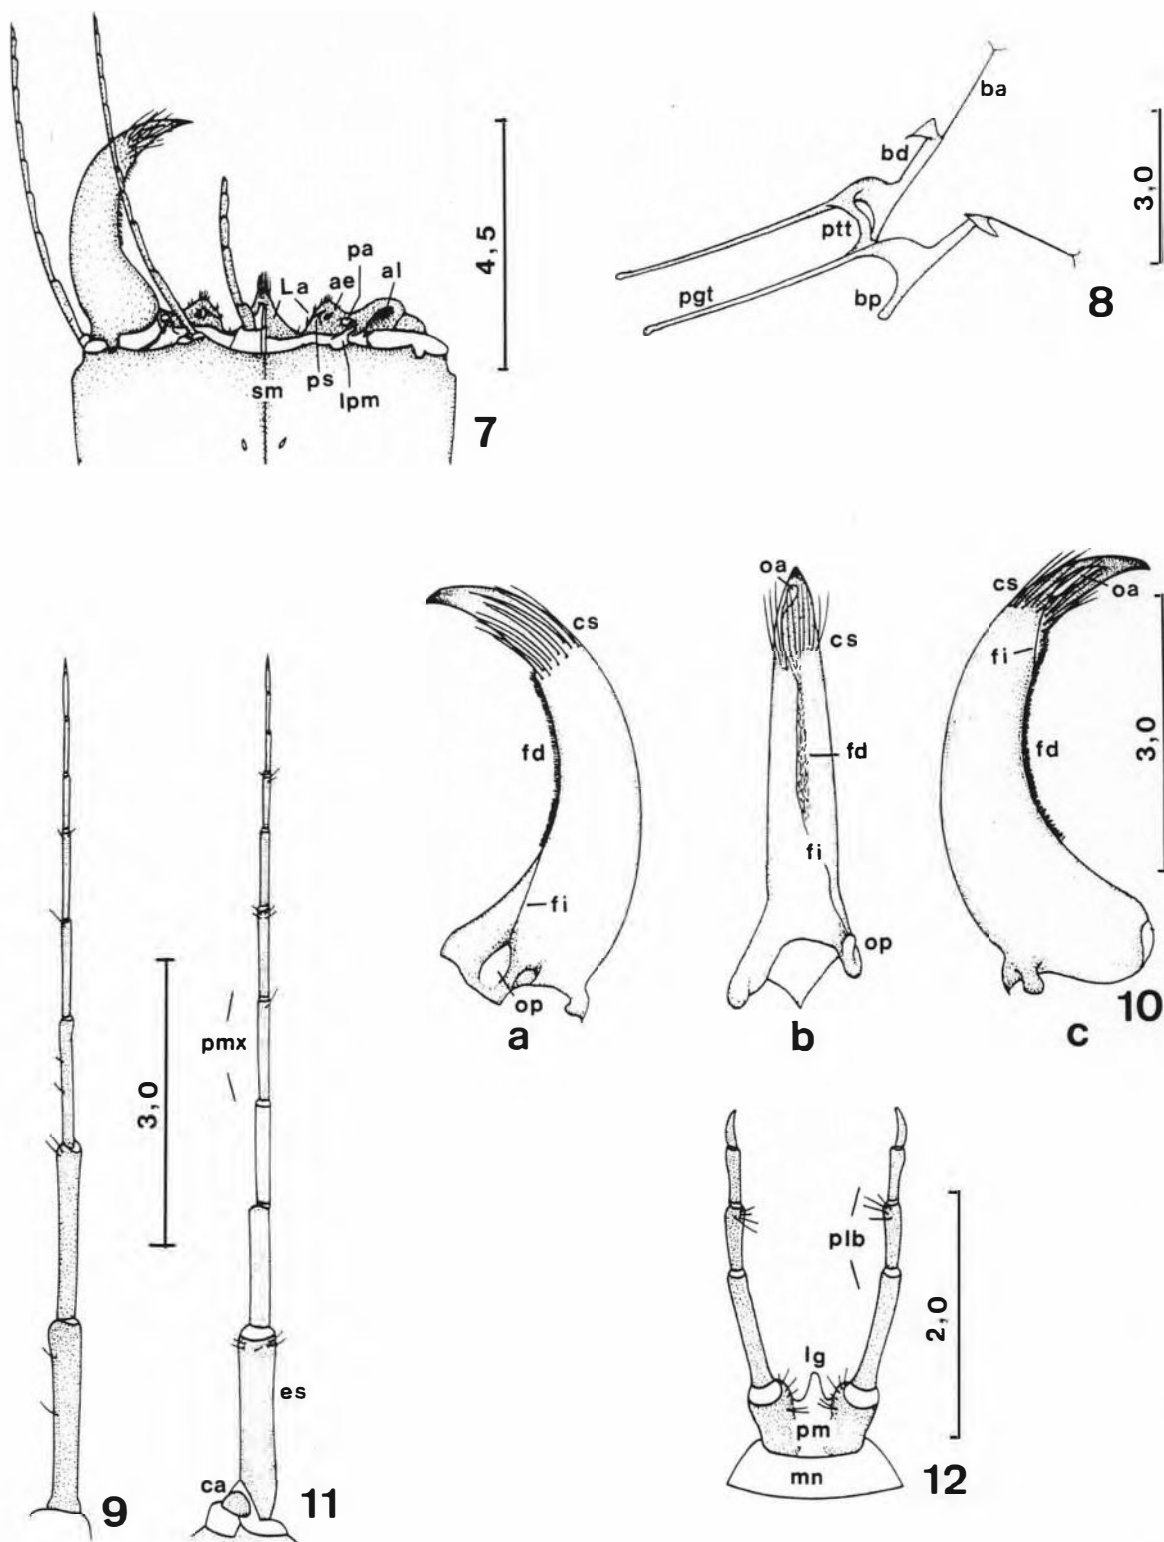 La
ae
pa
al
sm
ps
lpm
4,5
7
ba
bd
ptt
pgt
bp
3,0
8
cs
fd
fi
op
a
oa
cs
fd
fi
op
b
cs
oa
fi
fd
3,0
10
c
9
3,0
pmx
es
ca
11
plb
lg
pm
mn
2,0
12